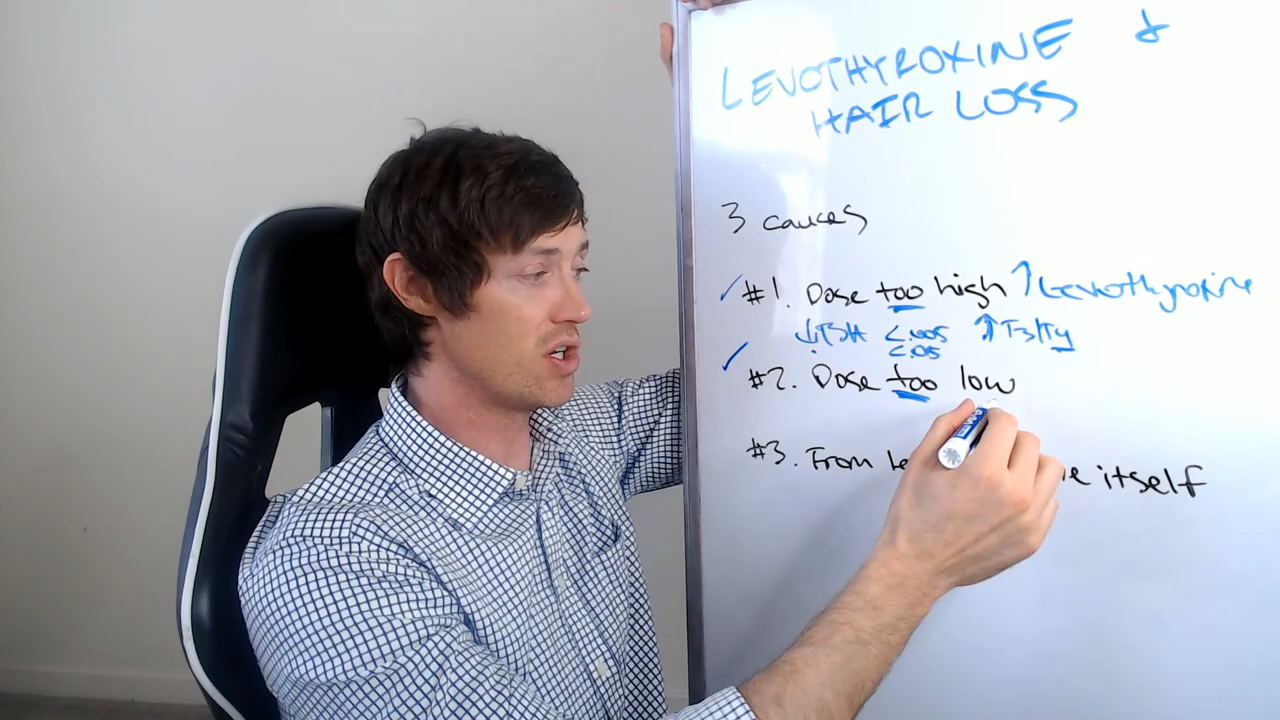 LEVOTHYROXINE &
HAIR LOSS
3 causes
#1. Dose too high ↑Levothyroxine
↓TSH <.005 ↑T3/T4
<.05
#2. Dose too low
#3. From itself